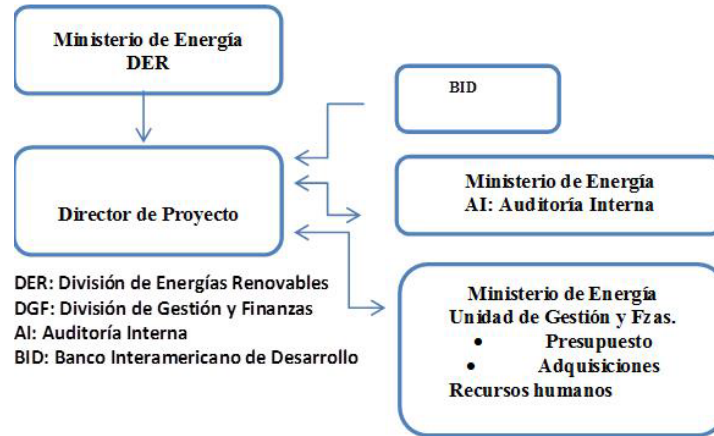 Ministerio de Energía
DER
BID
Director de Proyecto
Ministerio de Energía
AI: Auditoría Interna
DER: División de Energías Renovables
DGF: División de Gestión y Finanzas
AI: Auditoría Interna
BID: Banco Interamericano de Desarrollo
Ministerio de Energía
Unidad de Gestión y Fzas.
• Presupuesto
• Adquisiciones
Recursos humanos